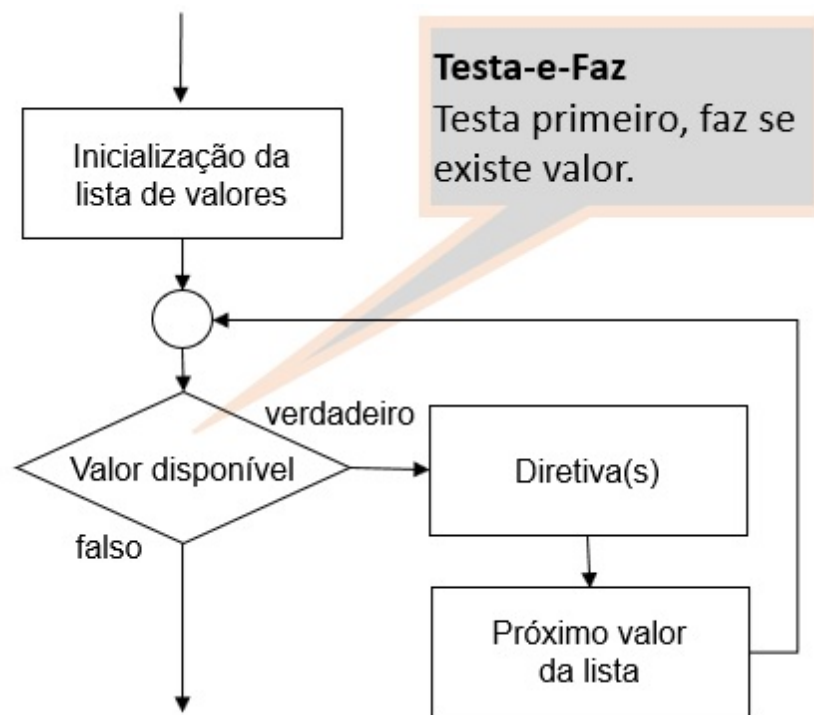 Testa-e-Faz
Testa primeiro, faz se
existe valor.
Inicialização da
lista de valores
verdadeiro
Valor disponível
Diretiva(s)
falso
Próximo valor
da lista